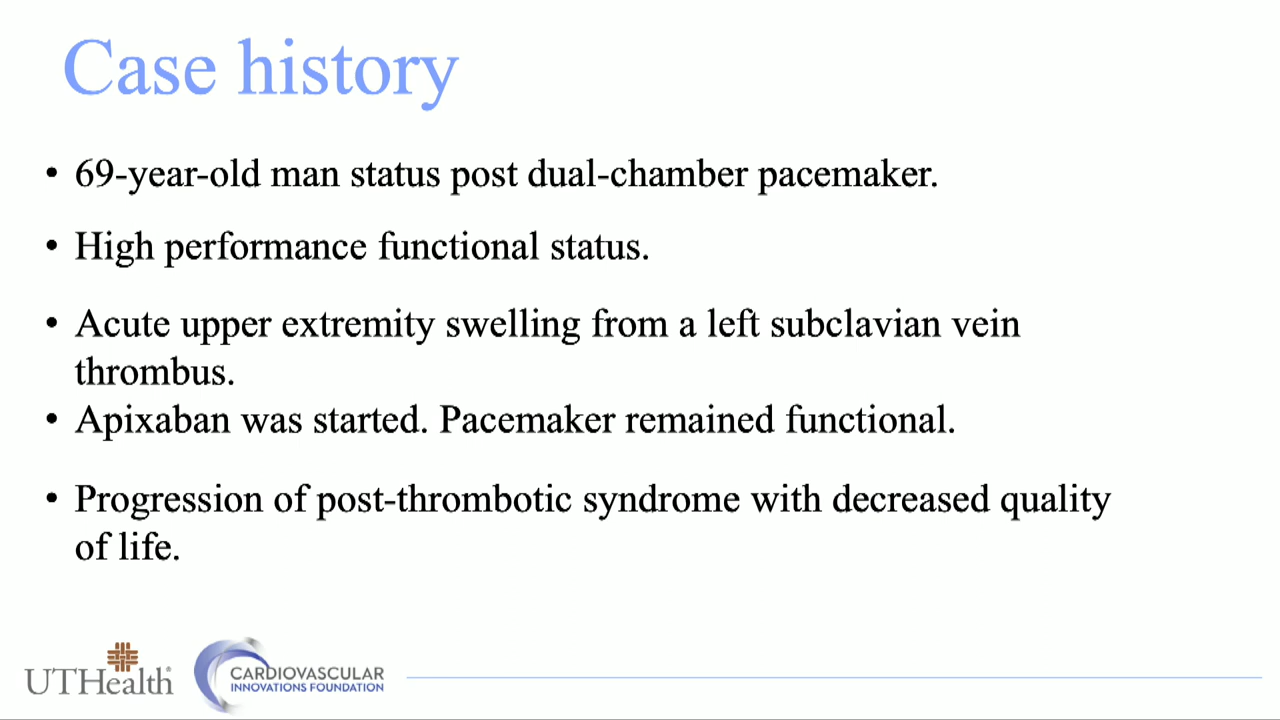 Case history
• 69-year-old man status post dual-chamber pacemaker.
• High performance functional status.
• Acute upper extremity swelling from a left subclavian vein
thrombus.
• Apixaban was started. Pacemaker remained functional.
• Progression of post-thrombotic syndrome with decreased quality
of life.
UTHealth®
CARDIOVASCULAR
INNOVATIONS FOUNDATION